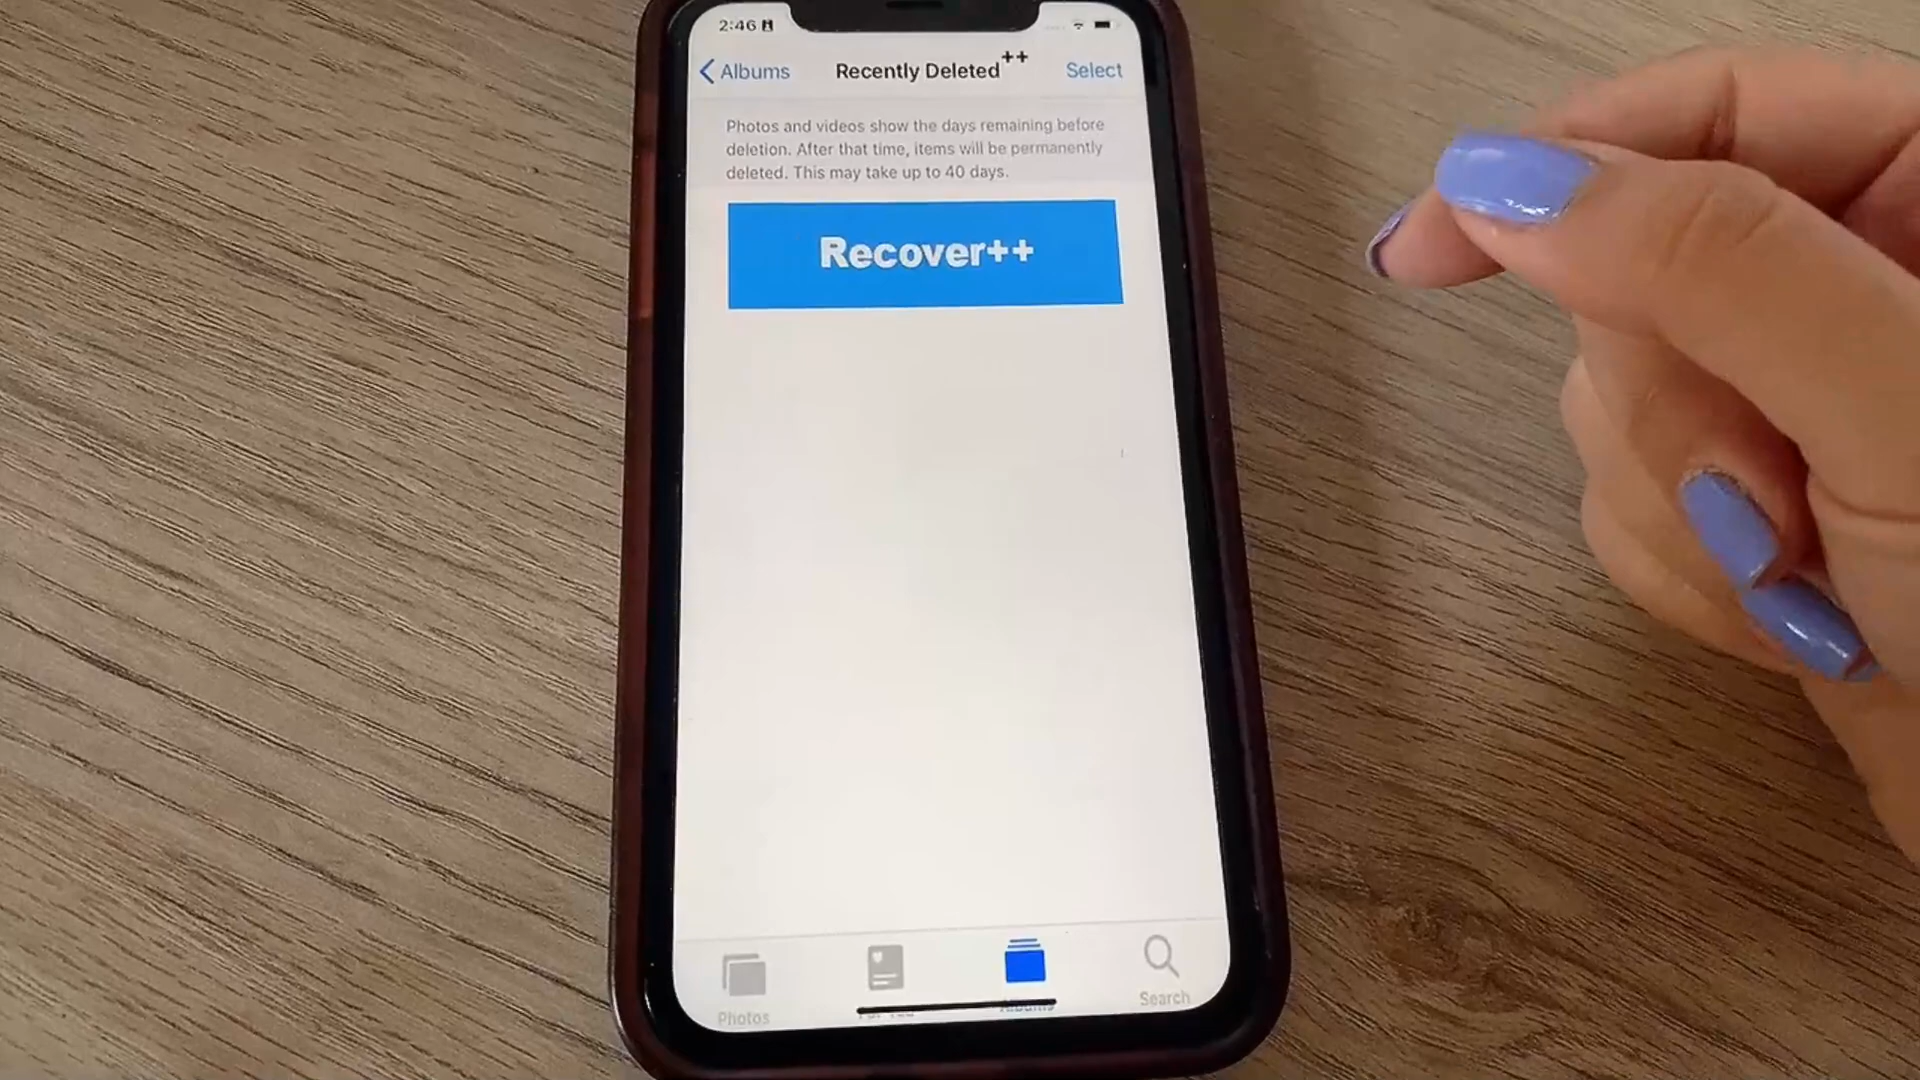 2:46
Albums
Recently Deleted++
Select
Photos and videos show the days remaining before
deletion. After that time, items will be permanently
deleted. This may take up to 40 days.
Recover++
Photos
Albums
Search